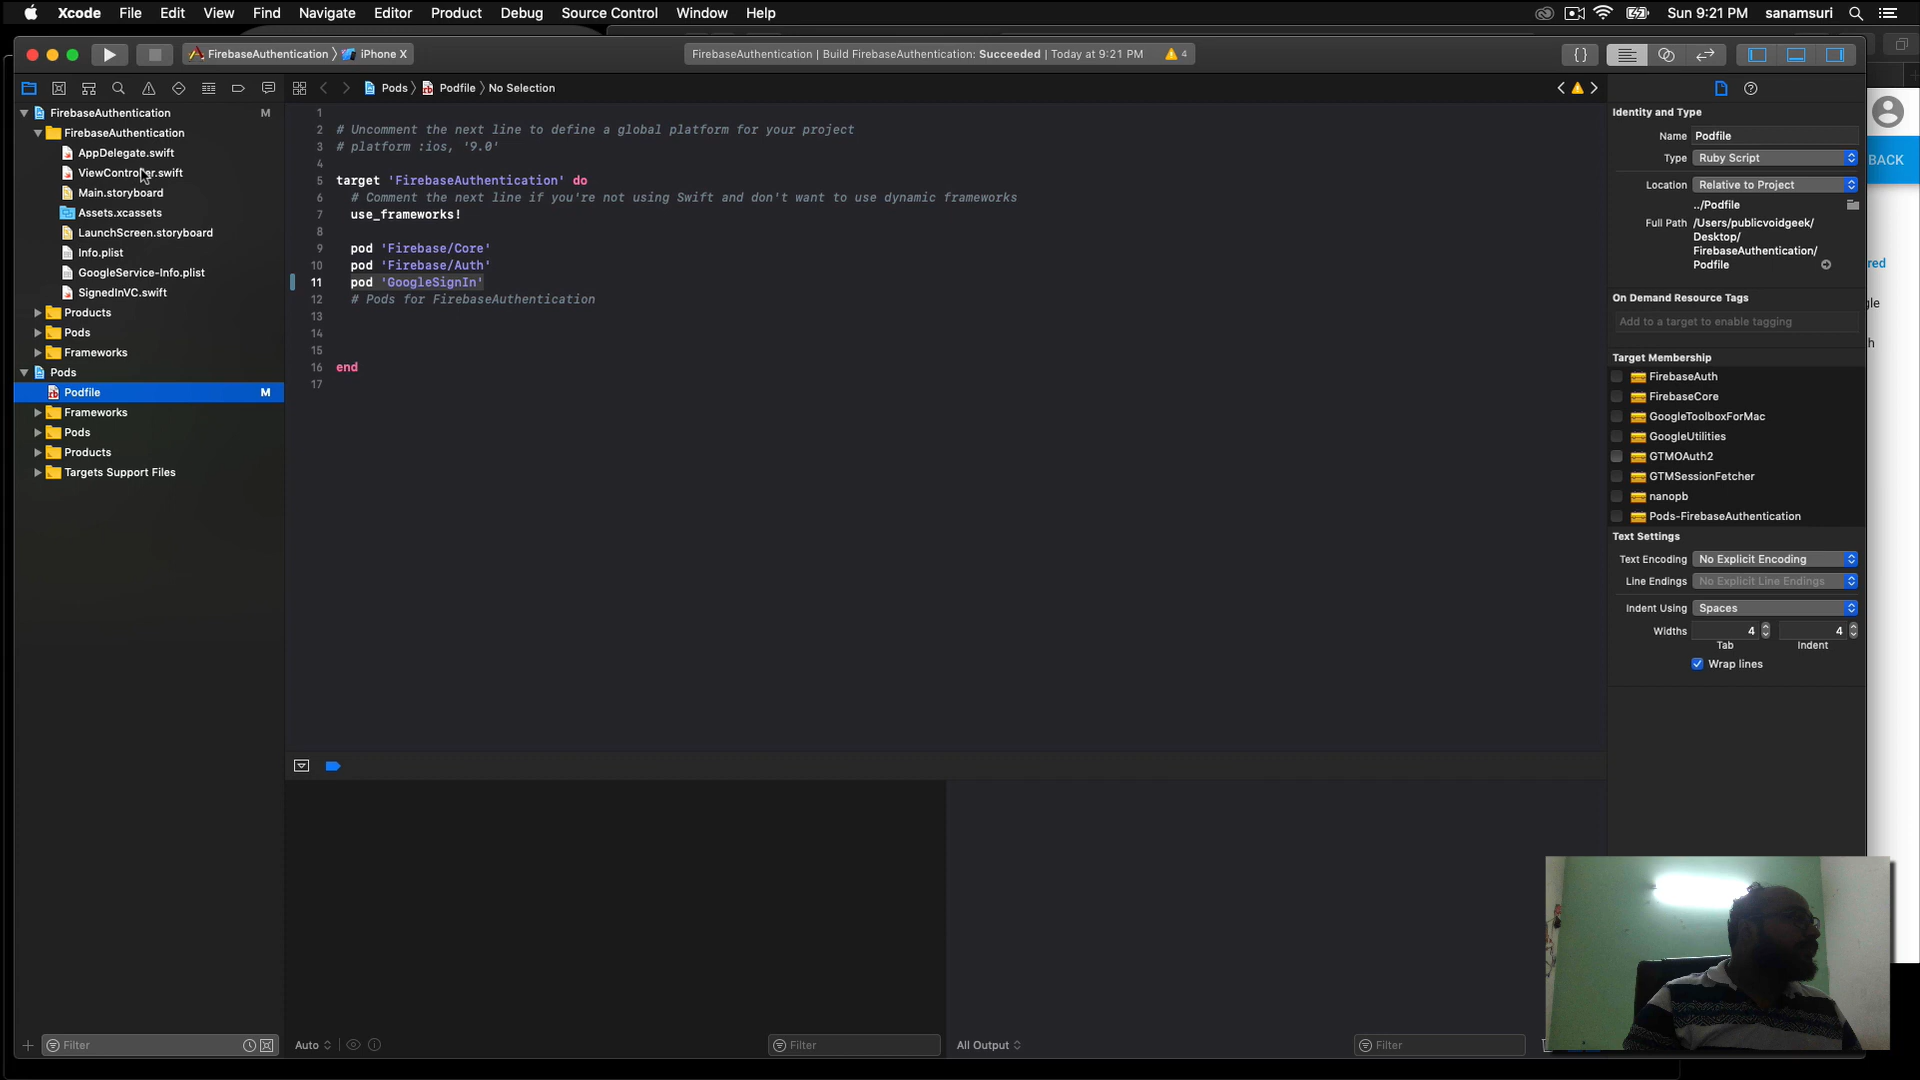 Xcode File Edit View Find Navigate Editor Product Debug Source Control Window Help
Sun 9:21 PM sanamsuri
FirebaseAuthentication iPhone X
FirebaseAuthentication | Build FirebaseAuthentication: Succeeded | Today at 9:21 PM 4
{ }
Pods Podfile No Selection
FirebaseAuthentication M
FirebaseAuthentication
AppDelegate.swift
ViewController.swift
Main.storyboard
Assets.xcassets
LaunchScreen.storyboard
Info.plist
GoogleService-Info.plist
SignedInVC.swift
Products
Pods
Frameworks
Pods
Podfile M
Frameworks
Pods
Products
Targets Support Files
Filter
1
2 # Uncomment the next line to define a global platform for your project
3 # platform :ios, '9.0'
4
5 target 'FirebaseAuthentication' do
6 # Comment the next line if you're not using Swift and don't want to use dynamic frameworks
7 use_frameworks!
8
9 pod 'Firebase/Core'
10 pod 'Firebase/Auth'
11 pod 'GoogleSignIn'
12 # Pods for FirebaseAuthentication
13
14
15
16 end
17
Auto
Filter
All Output
Filter
Identity and Type
Name Podfile
Type Ruby Script
Location Relative to Project
../Podfile
Full Path /Users/publicvoidgeek/
Desktop/
FirebaseAuthentication/
Podfile
On Demand Resource Tags
Add to a target to enable tagging
Target Membership
FirebaseAuth
FirebaseCore
GoogleToolboxForMac
GoogleUtilities
GTMOAuth2
GTMSessionFetcher
nanopb
Pods-FirebaseAuthentication
Text Settings
Text Encoding No Explicit Encoding
Line Endings No Explicit Line Endings
Indent Using Spaces
Widths 4 4
Tab Indent
Wrap lines
BACK